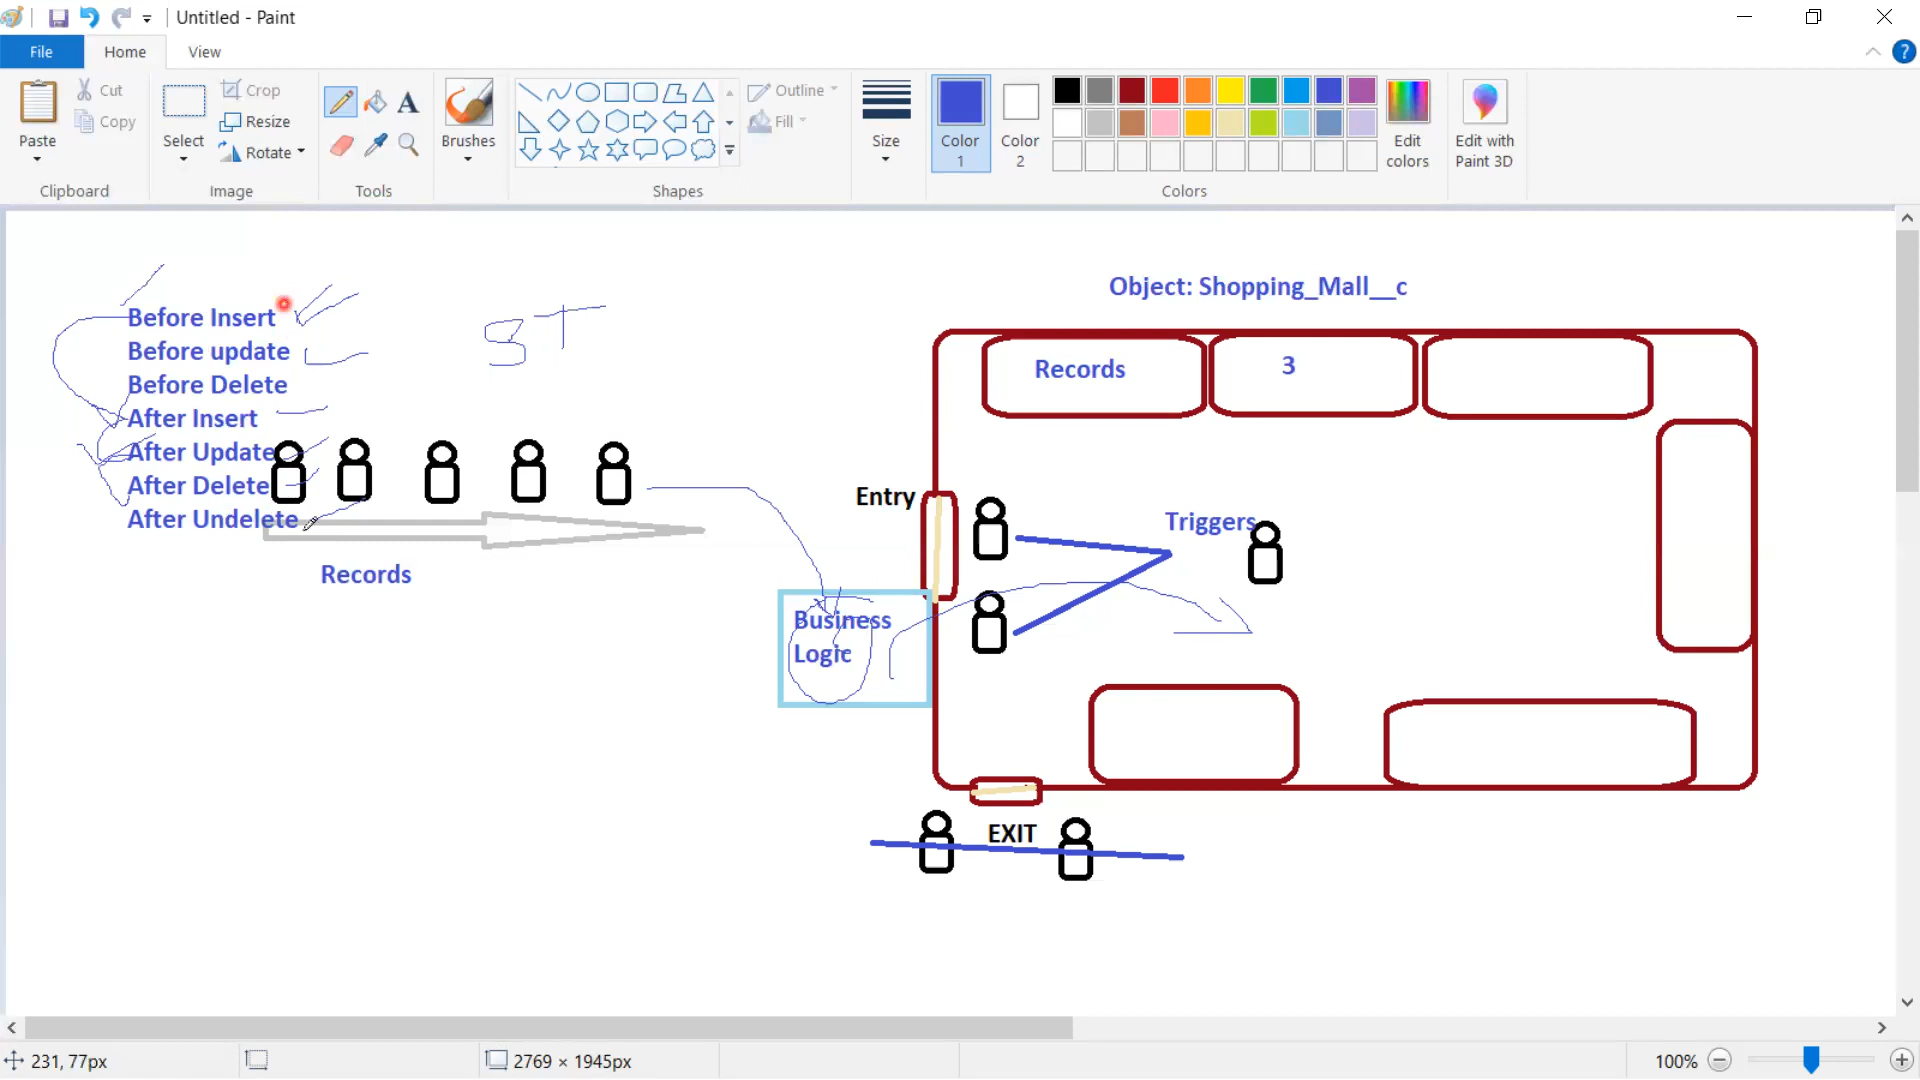 Untitled - Paint
File
Home
View
Paste
Cut
Copy
Clipboard
Select
Crop
Resize
Rotate
Image
A
Tools
Brushes
Shapes
Outline
Fill
Size
Color
1
Color
2
Edit
colors
Colors
Edit with
Paint 3D
?
Before Insert
Before update
Before Delete
After Insert
After Update
After Delete
After Undelete
Records
Object: Shopping_Mall__c
Records
3
Entry
Triggers
Business
Logic
EXIT
231, 77px
2769 × 1945px
100%